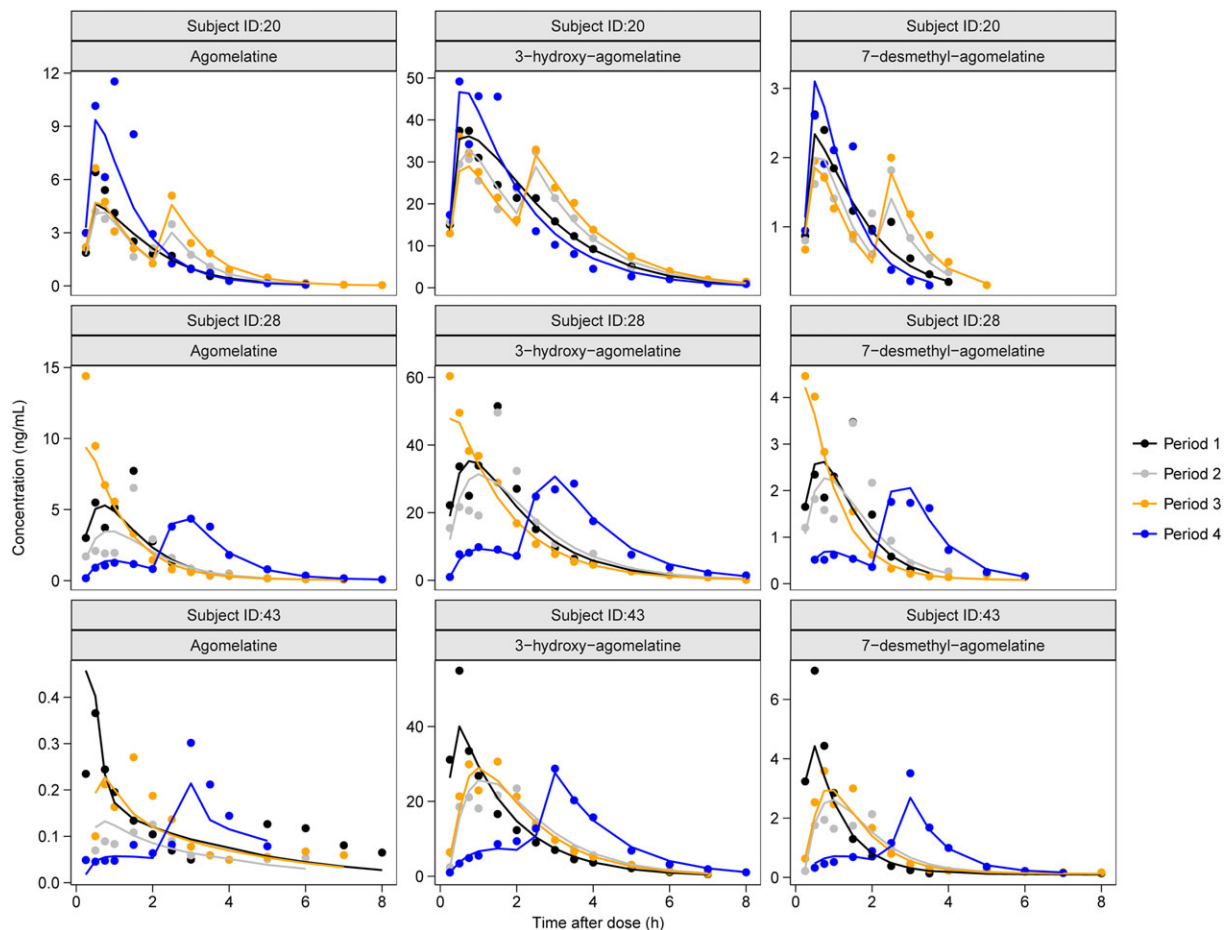 Subject ID:20
Subject ID:20
Subject ID:20
Agomelatine
3−hydroxy−agomelatine
7−desmethyl−agomelatine
12
9
6
3
0
50
40
30
20
10
0
3
2
1
Subject ID:28
Subject ID:28
Subject ID:28
Agomelatine
3−hydroxy−agomelatine
7−desmethyl−agomelatine
15
10
5
0
60
40
20
0
4
3
2
1
0
Subject ID:43
Subject ID:43
Subject ID:43
Agomelatine
3−hydroxy−agomelatine
7−desmethyl−agomelatine
0.4
0.3
0.2
0.1
0.0
40
20
0
6
4
2
0
0 2 4 6 8
0 2 4 6 8
0 2 4 6 8
Concentration (ng/mL)
Time after dose (h)
Period 1
Period 2
Period 3
Period 4